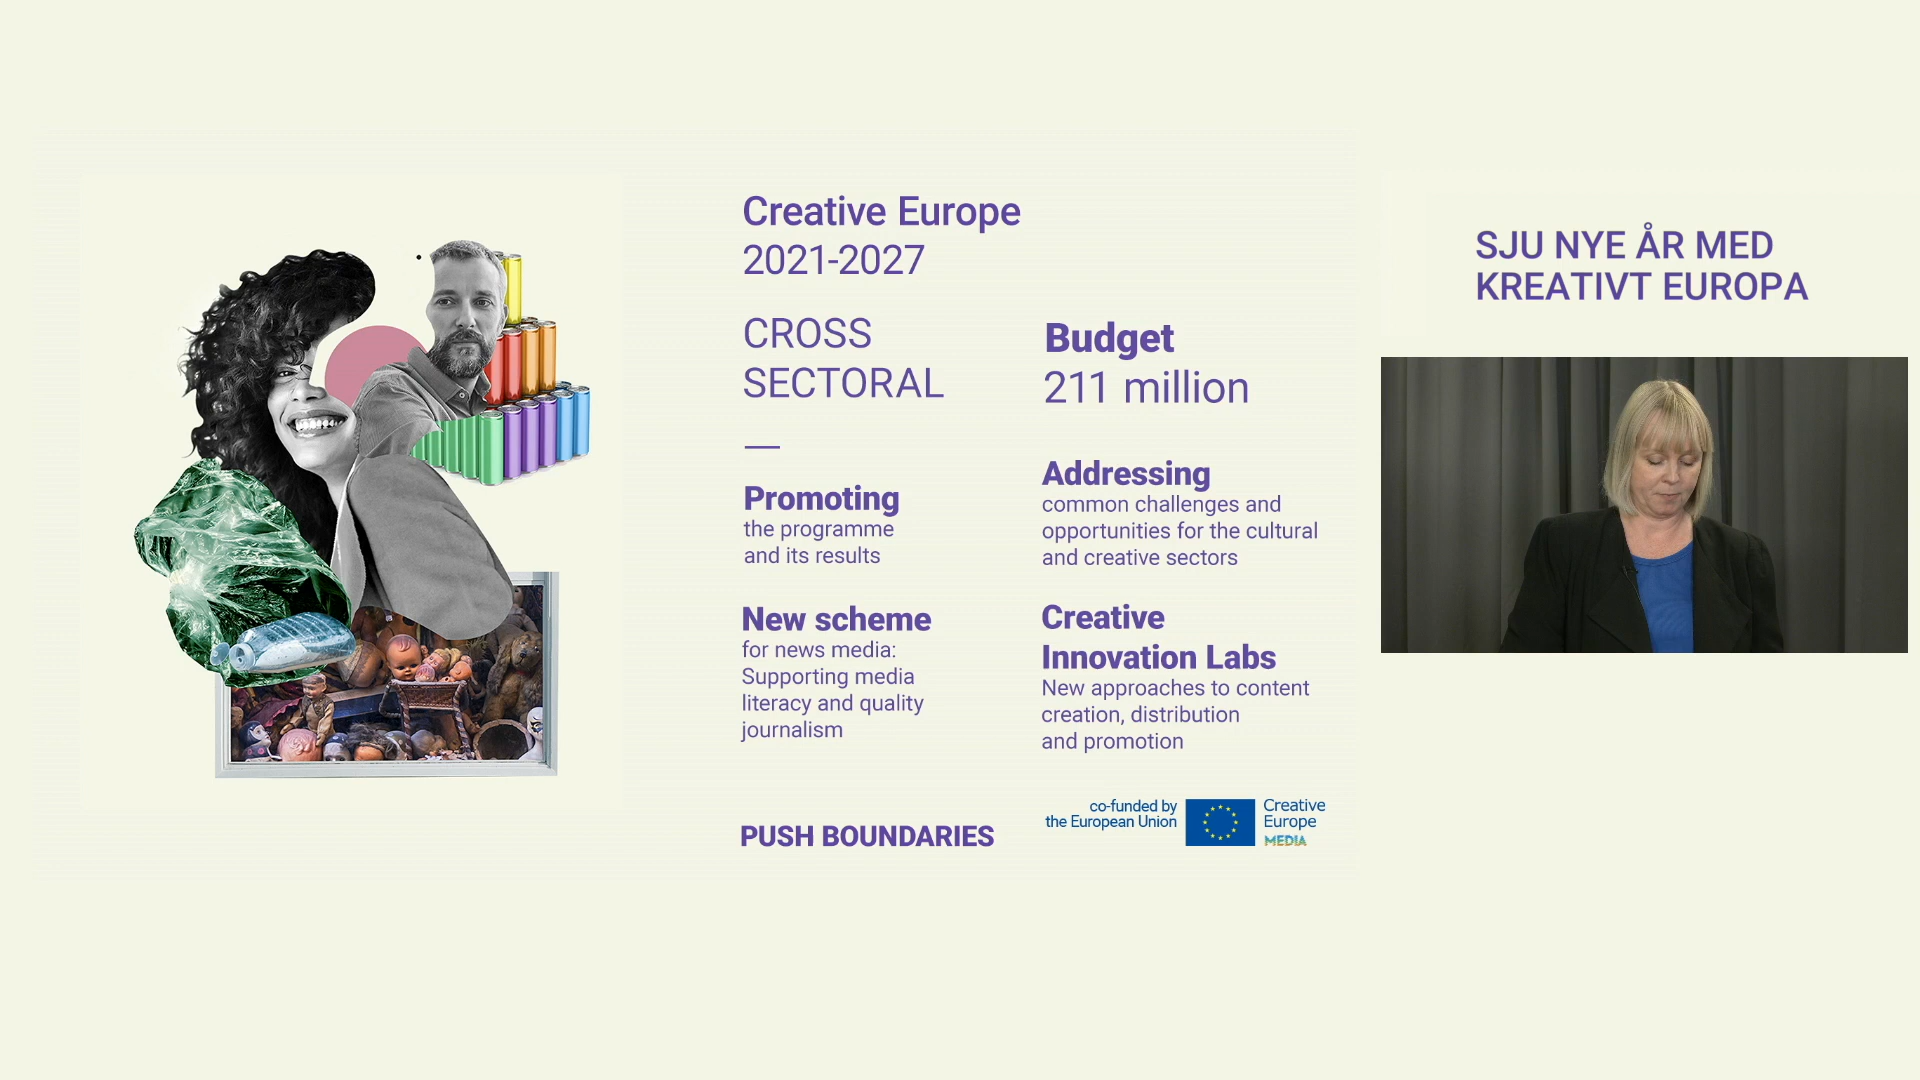 Creative Europe
2021-2027
CROSS
SECTORAL
Promoting
the programme
and its results
New scheme
for news media:
Supporting media
literacy and quality
journalism
PUSH BOUNDARIES
Budget
211 million
Addressing
common challenges and
opportunities for the cultural
and creative sectors
Creative
Innovation Labs
New approaches to content
creation, distribution
and promotion
co-funded by
the European Union
Creative
Europe
MEDIA
SJU NYE ÅR MED
KREATIVT EUROPA